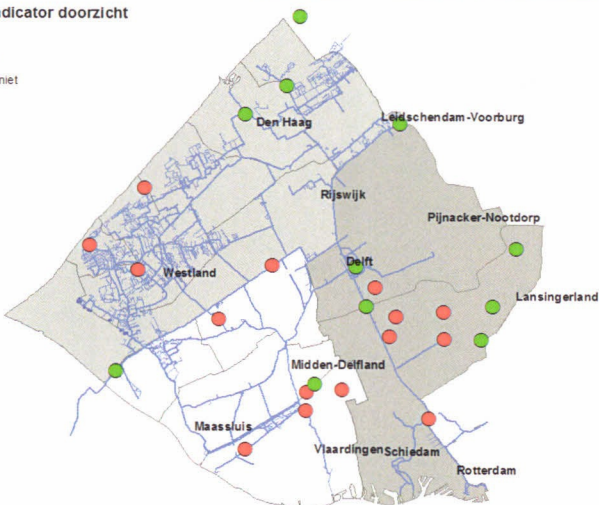 dicator doorzicht
niet
Den Haag
Leidschendam-Voorburg
Rijswijk
Pijnacker-Nootdorp
Delft
Westland
Lansingerland
Midden-Delfland
Maassluis
Vlaardingen
Schiedam
Rotterdam